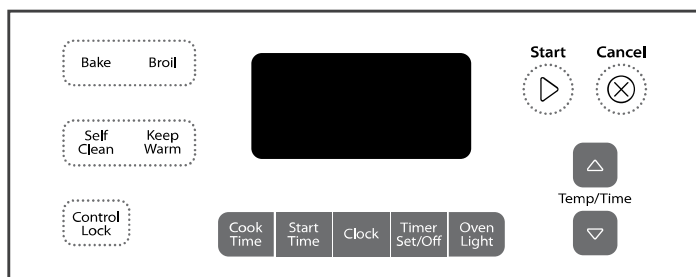 Bake Broil
Self Clean
Keep Warm
Control Lock
Cook Time
Start Time
Clock
Timer Set/Off
Oven Light
Start Cancel
Temp/Time